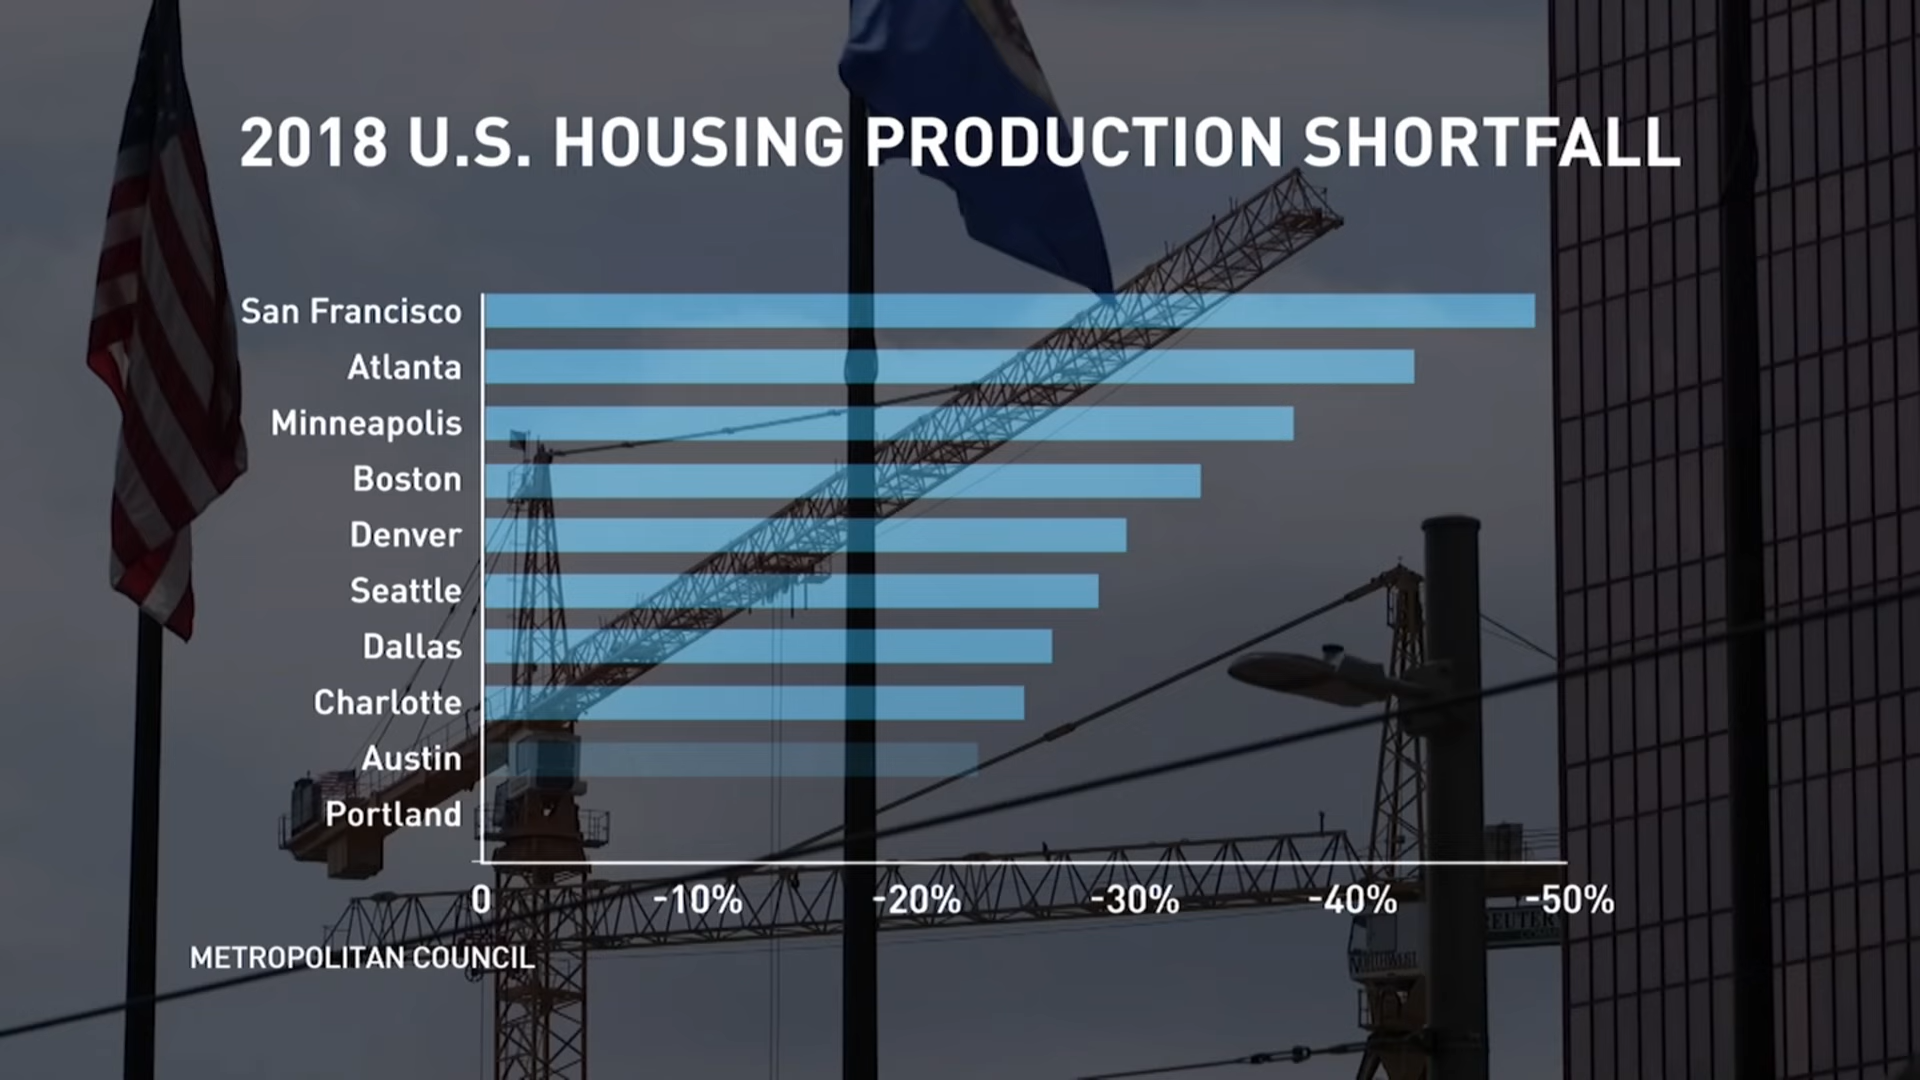 2018 U.S. HOUSING PRODUCTION SHORTFALL
San Francisco
Atlanta
Minneapolis
Boston
Denver
Seattle
Dallas
Charlotte
Austin
Portland
0 -10% -20% -30% -40% -50%
METROPOLITAN COUNCIL